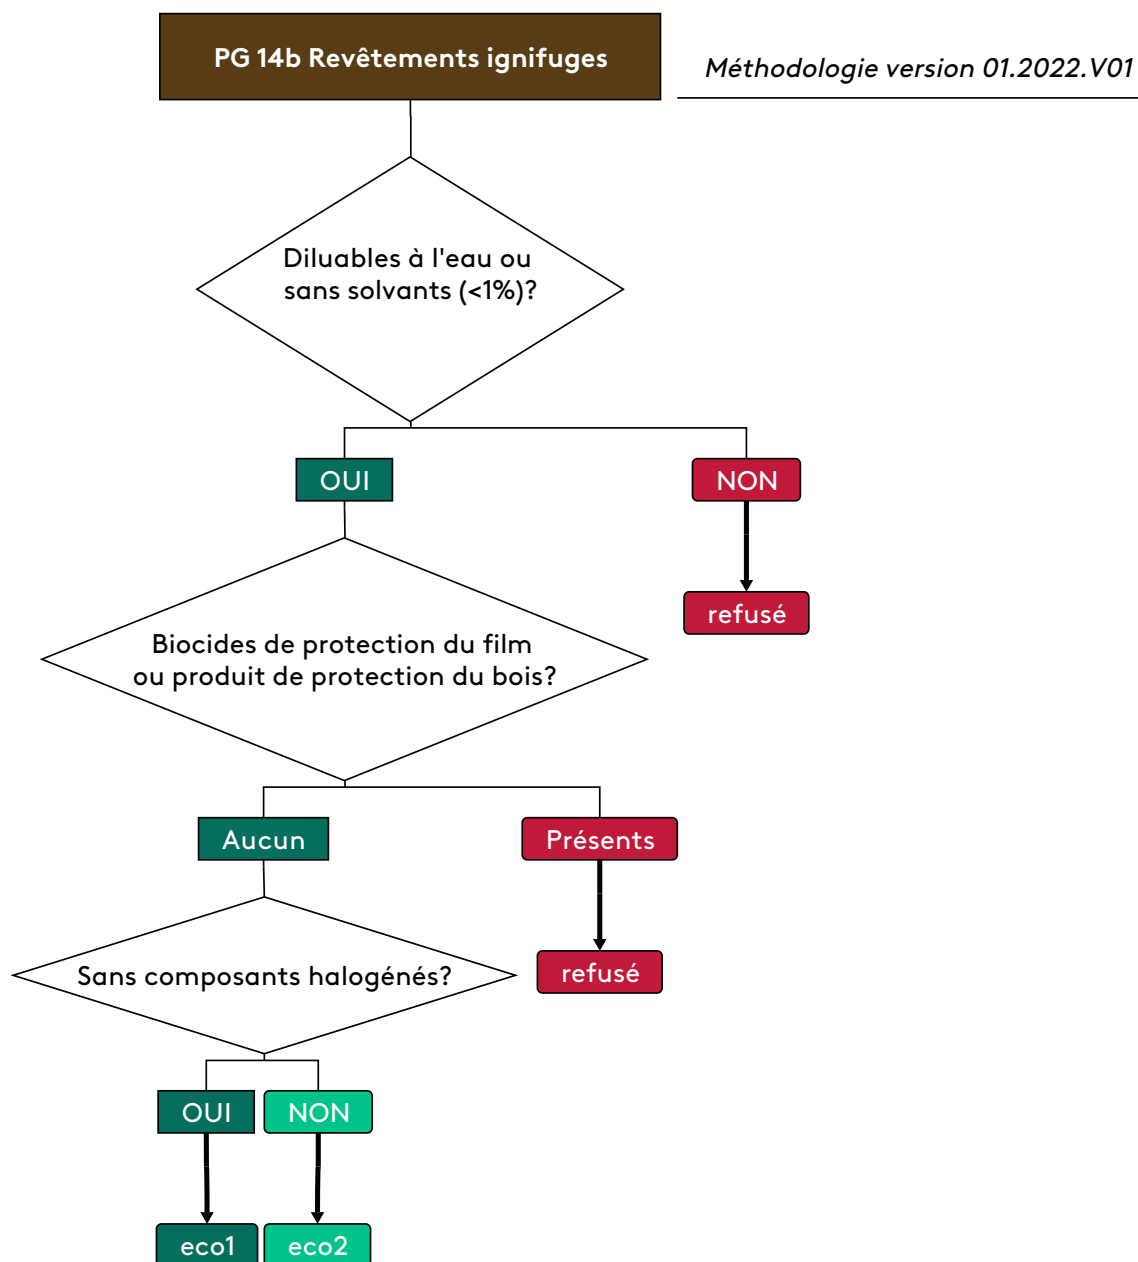 PG 14b Revêtements ignifuges
Méthodologie version 01.2022.V01
Diluables à l'eau ou
sans solvants (<1%)?
OUI
NON
refusé
Biocides de protection du film
ou produit de protection du bois?
Aucun
Présents
refusé
Sans composants halogénés?
OUI
NON
eco1
eco2